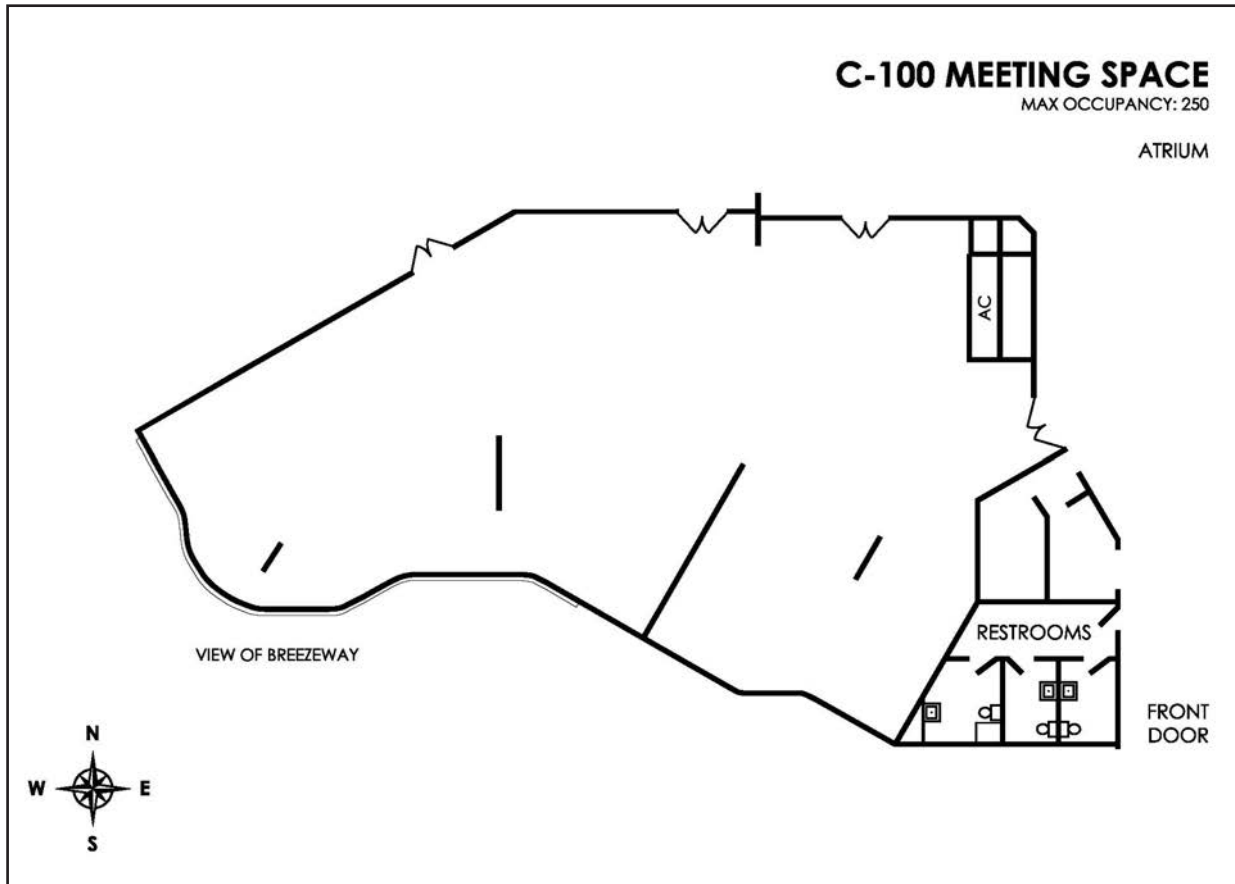 C-100 MEETING SPACE
MAX OCCUPANCY: 250
ATRIUM
AC
RESTROOMS
VIEW OF BREEZEWAY
FRONT
DOOR
N
W E
S